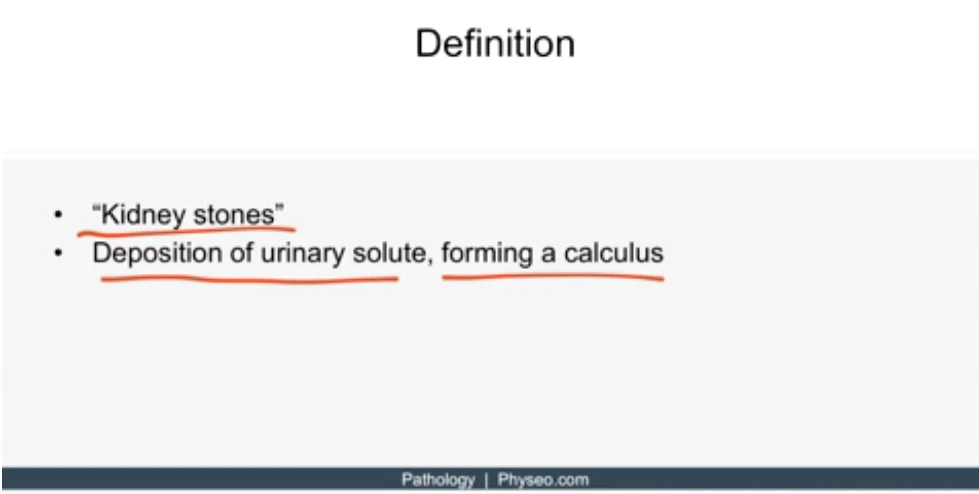 Definition
• “Kidney stones”
• Deposition of urinary solute, forming a calculus
Pathology | Physeo.com